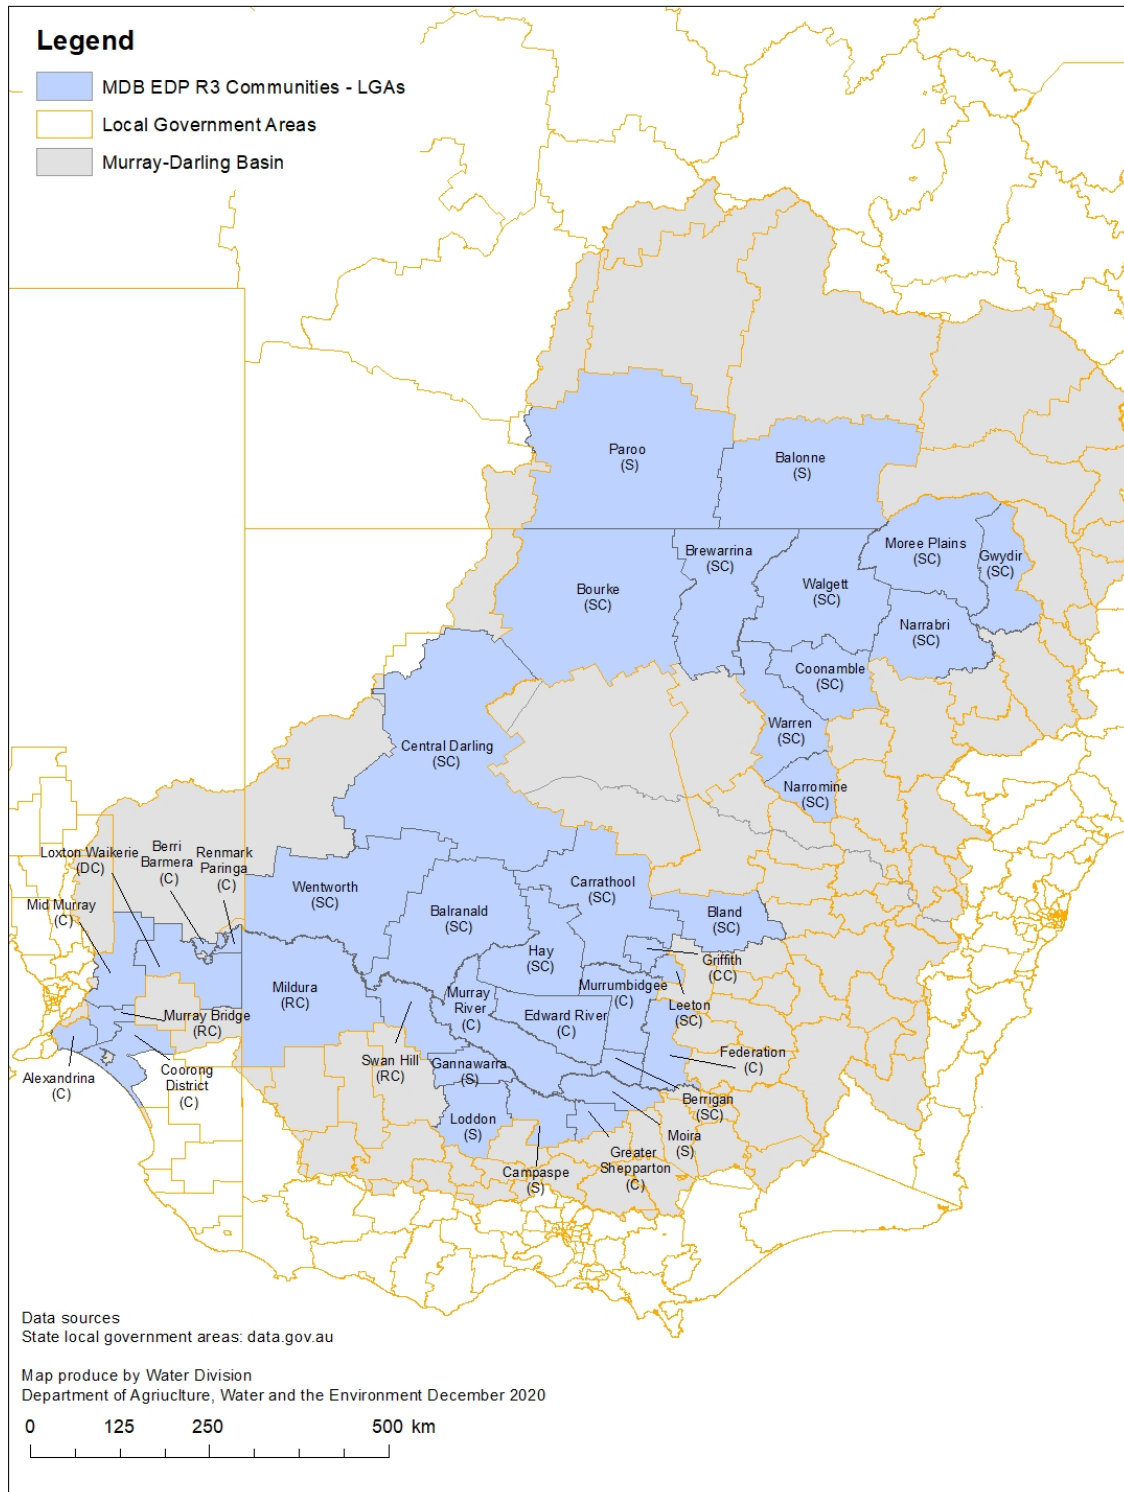 Legend
MDB EDP R3 Communities - LGAs
Local Government Areas
Murray-Darling Basin
Paroo
(S)
Balonne
(S)
Brewarrina
(SC)
Moree Plains
(SC)
Gwydir
(SC)
Bourke
(SC)
Walgett
(SC)
Narrabri
(SC)
Coonamble
(SC)
Warren
(SC)
Central Darling
(SC)
Narromine
(SC)
Loxton Waikerie
(DC)
Berri
Barmera
(C)
Renmark
Paringa
(C)
Mid Murray
(C)
Wentworth
(SC)
Balranald
(SC)
Carrathool
(SC)
Bland
(SC)
Hay
(SC)
Griffith
(CC)
Mildura
(RC)
Murray
River
(C)
Murrumbidgee
(C)
Edward River
(C)
Leeton
(SC)
Murray Bridge
(RC)
Swan Hill
(RC)
Gannawarra
(S)
Federation
(C)
Alexandrina
(C)
Coorong
District
(C)
Berrigan
(SC)
Loddon
(S)
Moira
(S)
Campaspe
(S)
Greater
Shepparton
(C)
Data sources
State local government areas: data.gov.au
Map produce by Water Division
Department of Agriuclture, Water and the Environment December 2020
0 125 250 500 km